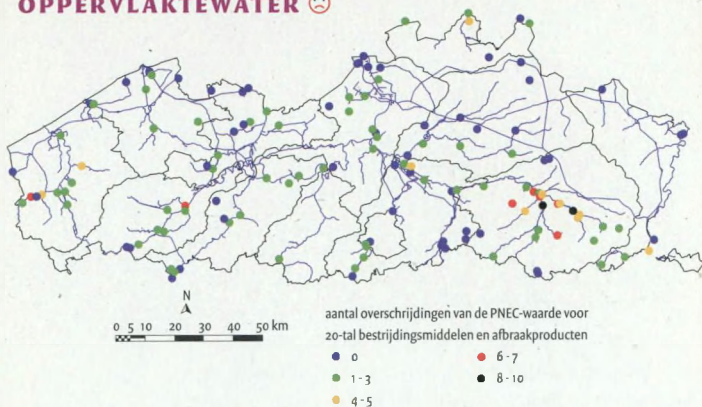 OPPERVLAKTEWATER
N
0 5 10 20 30 40 50 km
aantal overschrijdingen van de PNEC-waarde voor
20-tal bestrijdingsmiddelen en afbraakproducten
0
1-3
4-5
6-7
8-10